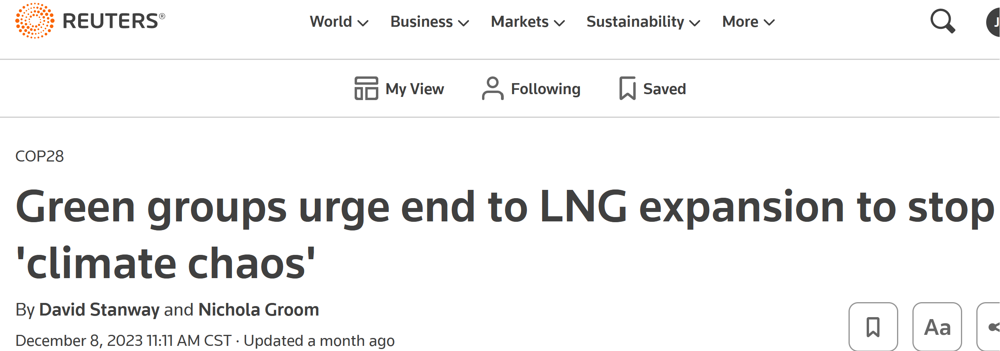 REUTERS®
World Business Markets Sustainability More
J
My View Following Saved
COP28
Green groups urge end to LNG expansion to stop
'climate chaos'
By David Stanway and Nichola Groom
December 8, 2023 11:11 AM CST · Updated a month ago
Aa